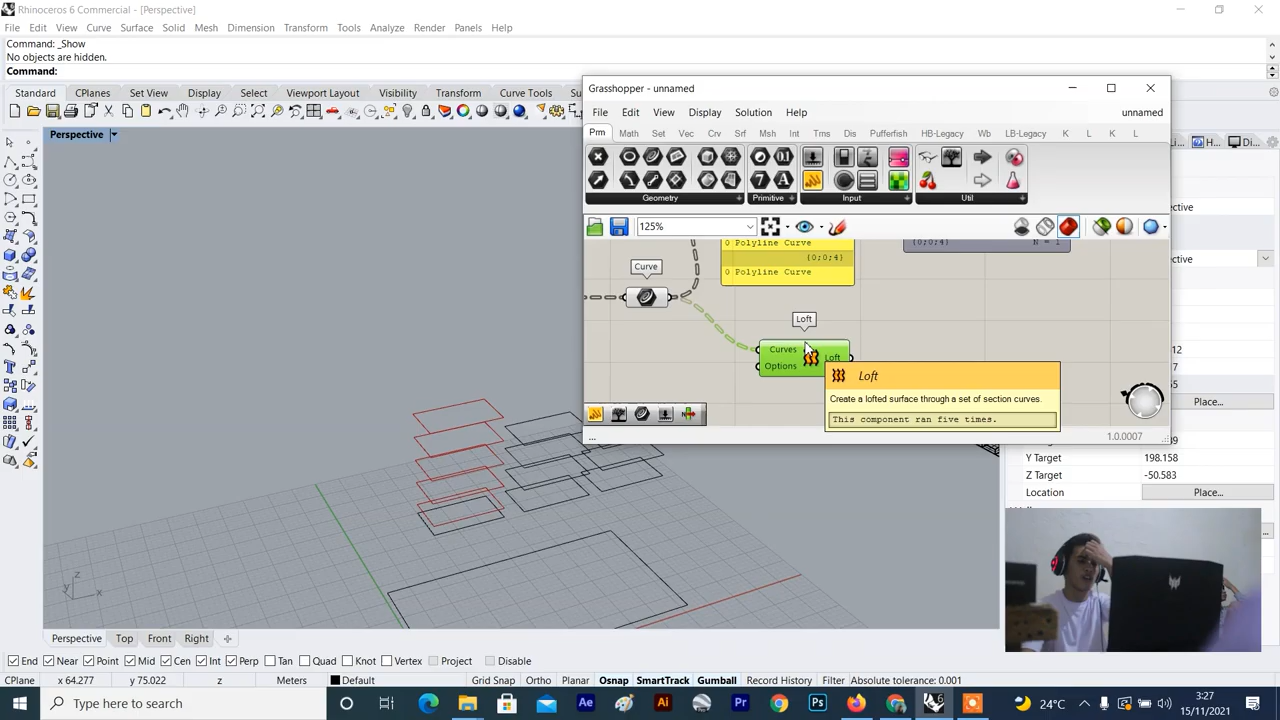 Rhinoceros 6 Commercial - [Perspective]
File Edit View Curve Surface Solid Mesh Dimension Transform Tools Analyze Render Panels Help
Command: _Show
No objects are hidden.
Command:
Standard CPlanes Set View Display Select Viewport Layout Visibility Transform Curve Tools Su
Perspective
Grasshopper - unnamed
File Edit View Display Solution Help
unnamed
Prm Math Set Vec Crv Srf Msh Int Trns Dis Pufferfish HB-Legacy Wb LB-Legacy K L K L
Geometry Primitive Input Util
125%
0 Polyline Curve
{0;0;4}
0 Polyline Curve
{0;0;4} N = 1
Curve
Loft
Curves
Options
Loft
Loft
Create a lofted surface through a set of section curves.
This component ran five times.
...
1.0.0007
Y Target 198.158
Z Target -50.583
Location Place...
Place...
z
y x
Perspective Top Front Right
End Near Point Mid Cen Int Perp Tan Quad Knot Vertex Project Disable
CPlane x 64.277 y 75.022 z Meters Default Grid Snap Ortho Planar Osnap SmartTrack Gumball Record History Filter Absolute tolerance: 0.001
Type here to search
24°C
3:27
15/11/2021